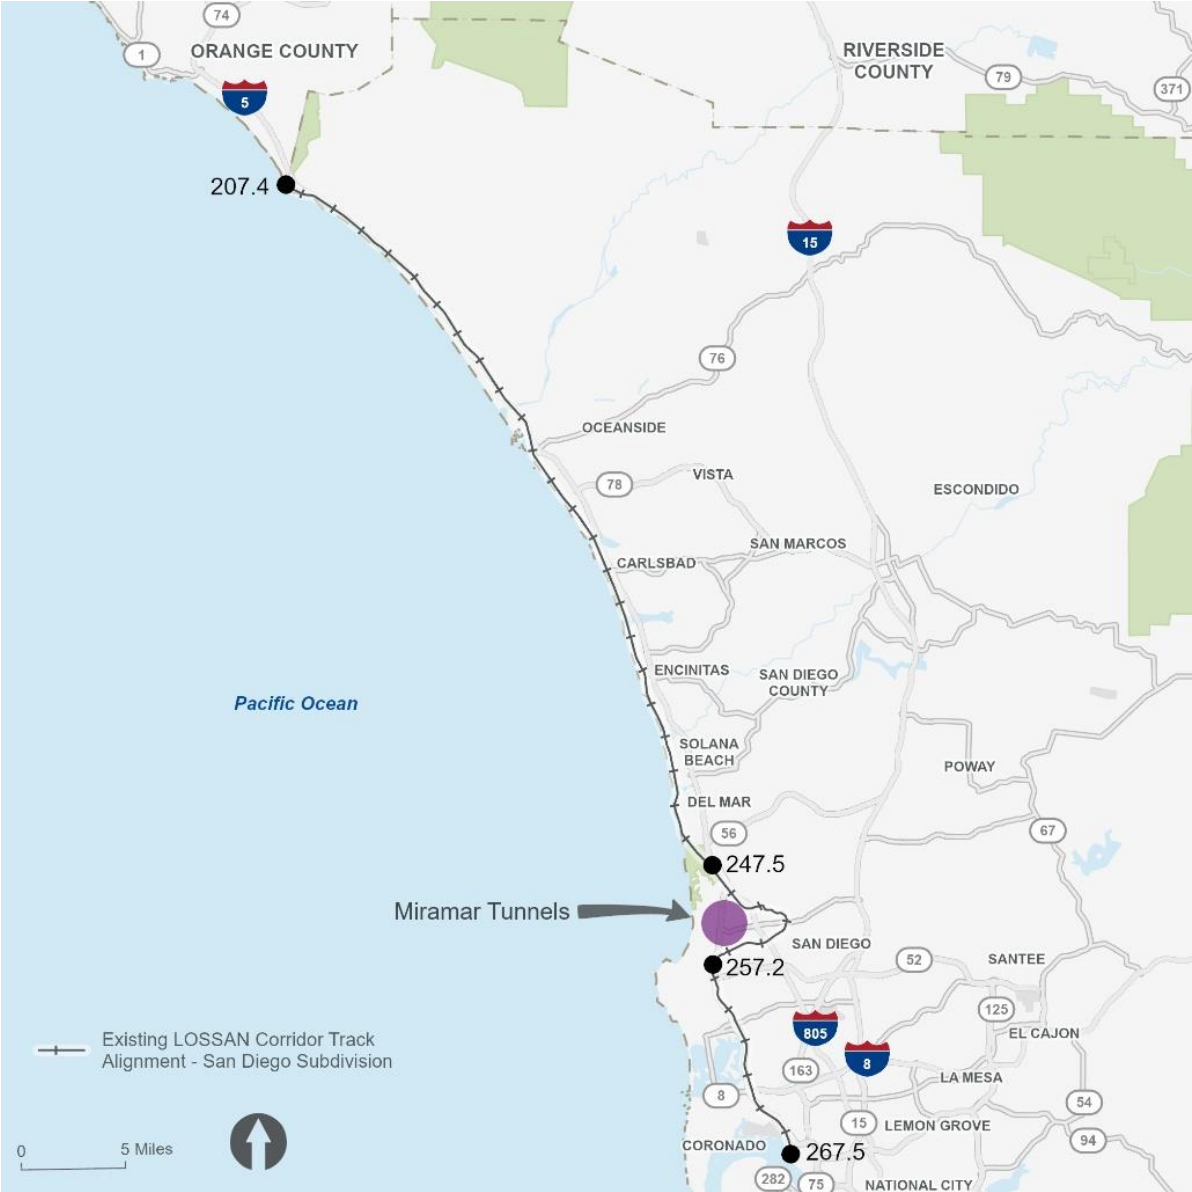 74
1
ORANGE COUNTY
5
RIVERSIDE
COUNTY
79
371
207.4
15
76
OCEANSIDE
78
VISTA
ESCONDIDO
SAN MARCOS
CARLSBAD
ENCINITAS
SAN DIEGO
COUNTY
Pacific Ocean
SOLANA
BEACH
POWAY
DEL MAR
56
67
247.5
Miramar Tunnels
SAN DIEGO
52
SANTEE
257.2
125
805
EL CAJON
Existing LOSSAN Corridor Track
Alignment - San Diego Subdivision
8
163
LA MESA
8
54
15
LEMON GROVE
94
0
5 Miles
CORONADO
267.5
282
75
NATIONAL CITY